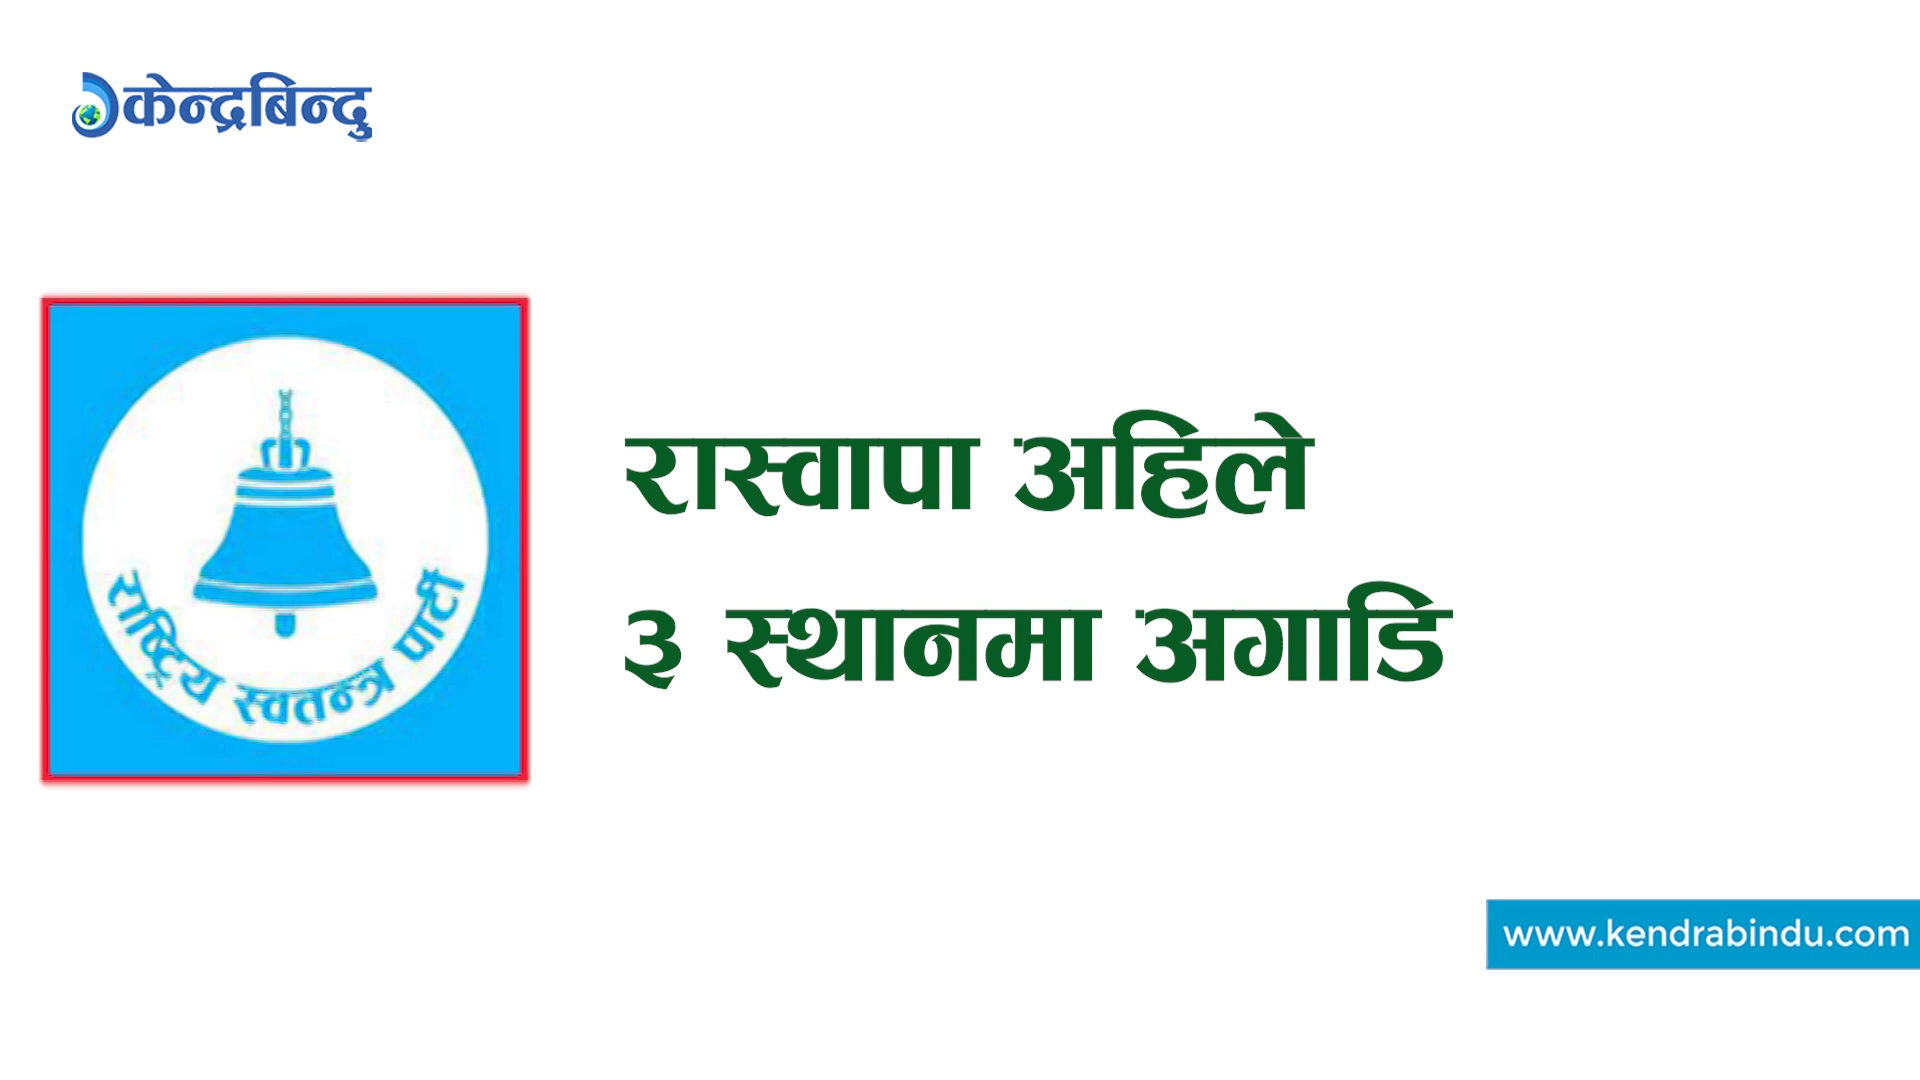 केन्द्रबिन्दु
रास्वापा अहिले
३ स्थानमा अगाडि
राष्ट्रिय स्वतन्त्र पार्टी
www.kendrabindu.com